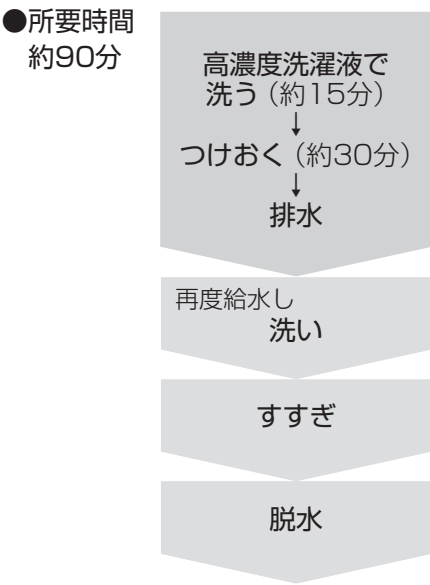 ●所要時間
約90分
高濃度洗濯液で
洗う（約15分）
↓
つけおく（約30分）
↓
排水
再度給水し
洗い
すすぎ
脱水